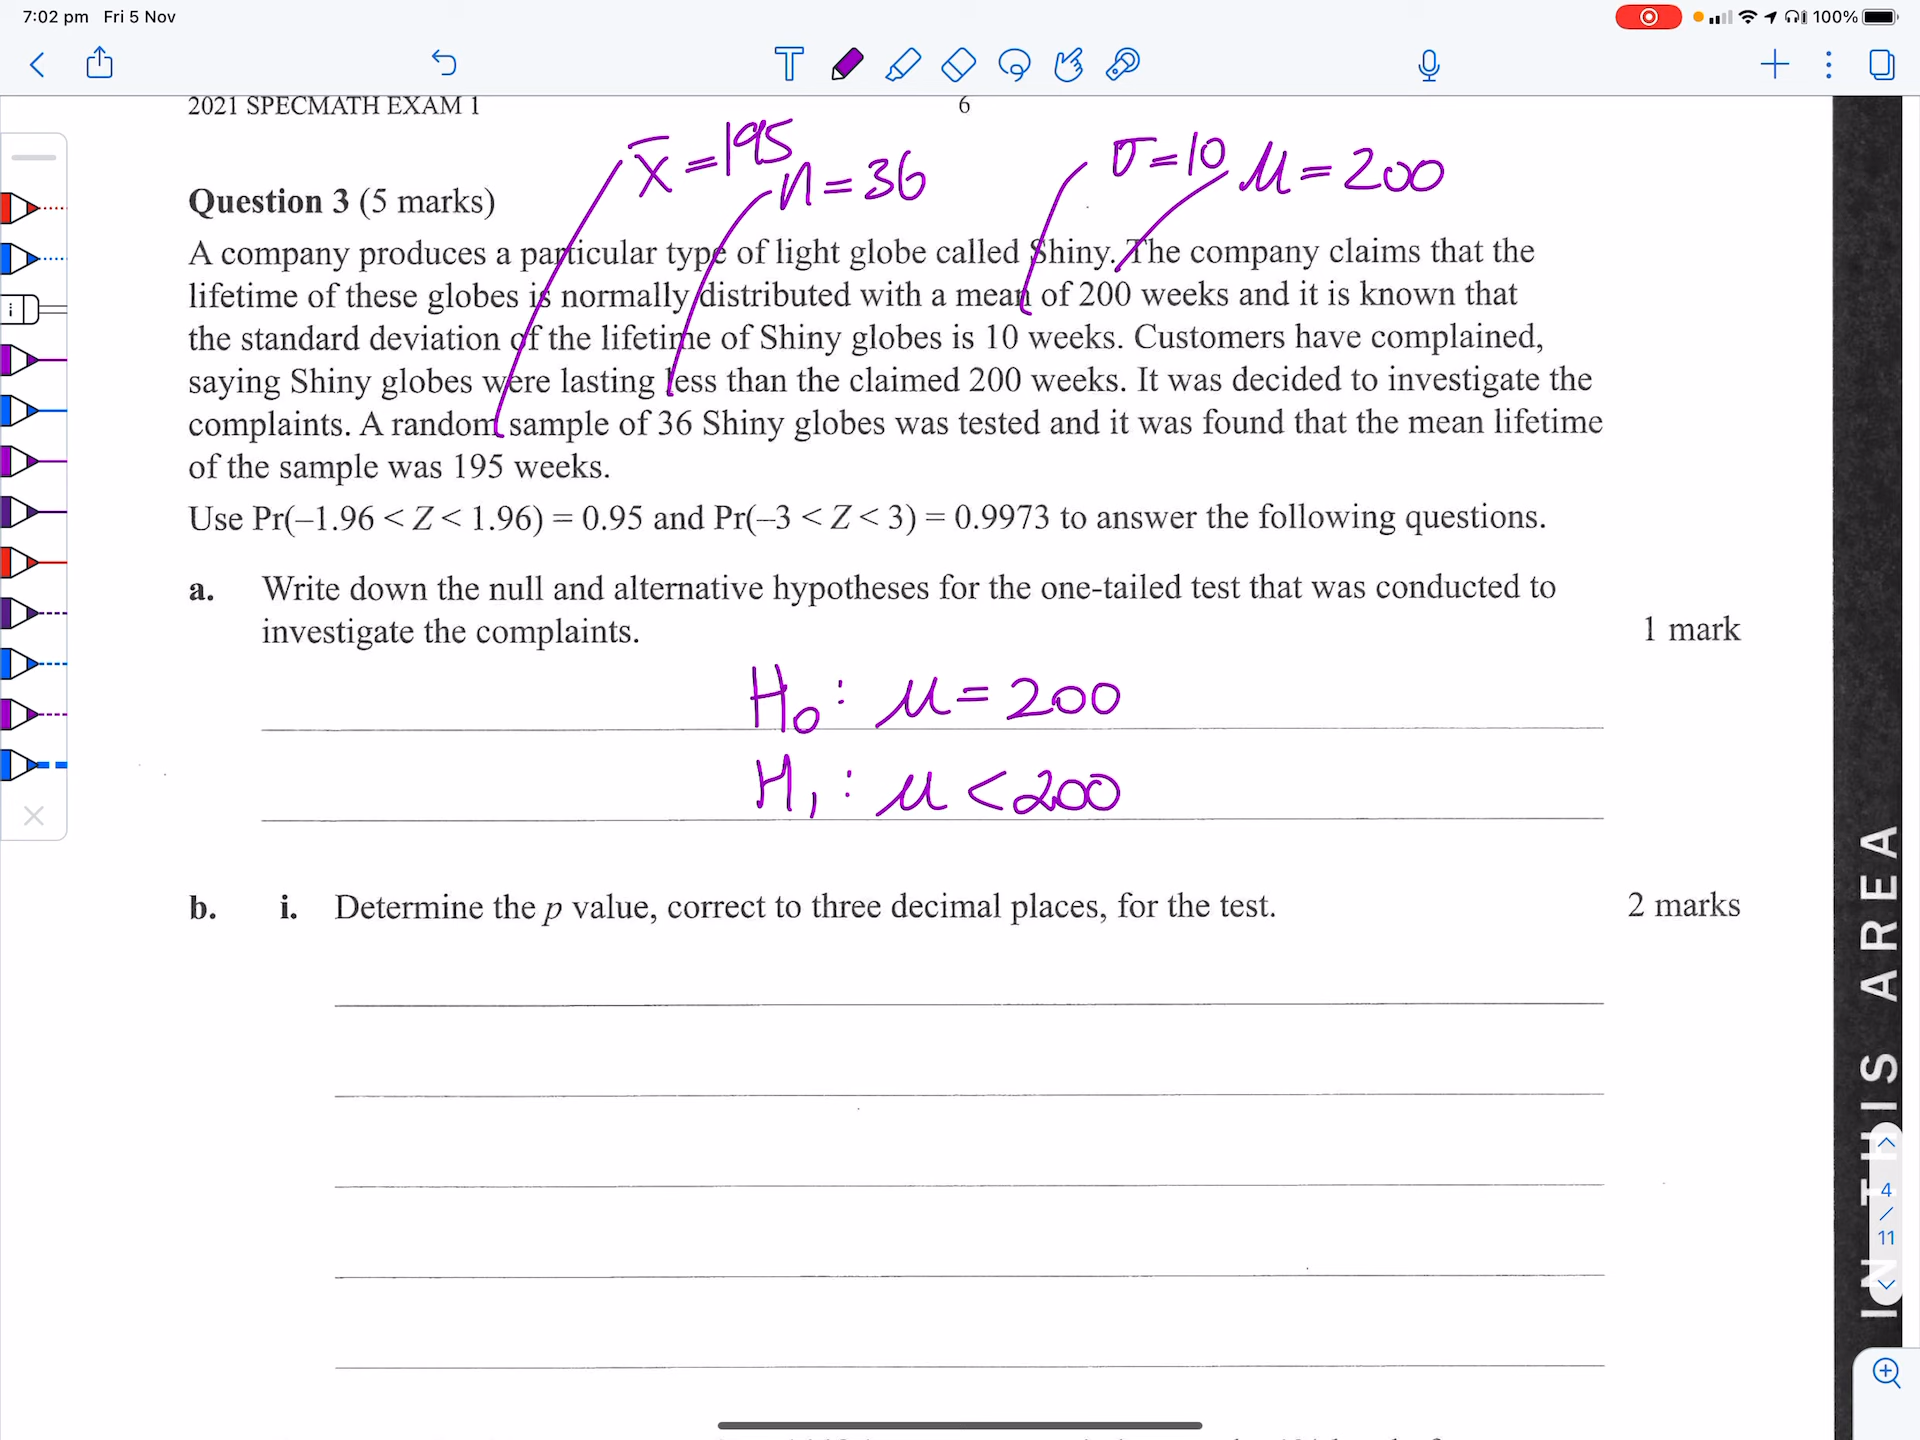 7:02 pm Fri 5 Nov
100%
2021 SPECMATH EXAM 1
6
x̄ = 195
n = 36
σ = 10
μ = 200
Question 3 (5 marks)
A company produces a particular type of light globe called Shiny. The company claims that the
lifetime of these globes is normally distributed with a mean of 200 weeks and it is known that
the standard deviation of the lifetime of Shiny globes is 10 weeks. Customers have complained,
saying Shiny globes were lasting less than the claimed 200 weeks. It was decided to investigate the
complaints. A random sample of 36 Shiny globes was tested and it was found that the mean lifetime
of the sample was 195 weeks.
Use Pr(–1.96 < Z < 1.96) = 0.95 and Pr(–3 < Z < 3) = 0.9973 to answer the following questions.
a. Write down the null and alternative hypotheses for the one-tailed test that was conducted to
investigate the complaints.
1 mark
H₀ : μ = 200
H₁ : μ < 200
b. i. Determine the p value, correct to three decimal places, for the test.
2 marks
IN THIS AREA
4
/
11